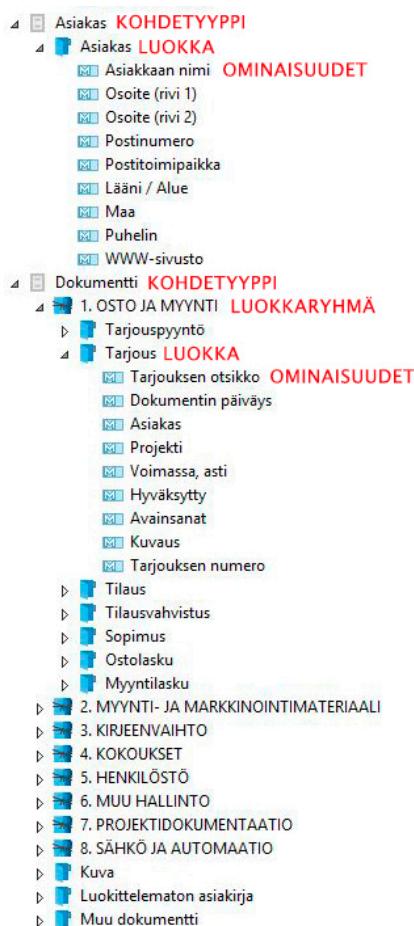 Asiakas KOHDETYYPPI
Asiakas LUOKKA
Asiakkaan nimi OMINAISUUDET
Osoite (rivi 1)
Osoite (rivi 2)
Postinumero
Postitoimipaikka
Lääni / Alue
Maa
Puhelin
WWW-sivusto
Dokumentti KOHDETYYPPI
1. OSTO JA MYYNTI LUOKKARYHMÄ
Tarjouspyyntö
Tarjous LUOKKA
Tarjouksen otsikko OMINAISUUDET
Dokumentin päiväys
Asiakas
Projekti
Voimassa, asti
Hyväksytty
Avainsanat
Kuvaus
Tarjouksen numero
Tilaus
Tilausvahvistus
Sopimus
Ostolasku
Myyntilasku
2. MYYNTI- JA MARKKINOINTIMATERIAALI
3. KIRJEENVAIHTO
4. KOKOUKSET
5. HENKILÖSTÖ
6. MUU HALLINTO
7. PROJEKTIDOKUMENTAATIO
8. SÄHKÖ JA AUTOMAATIO
Kuva
Luokittelematon asiakirja
Muu dokumentti